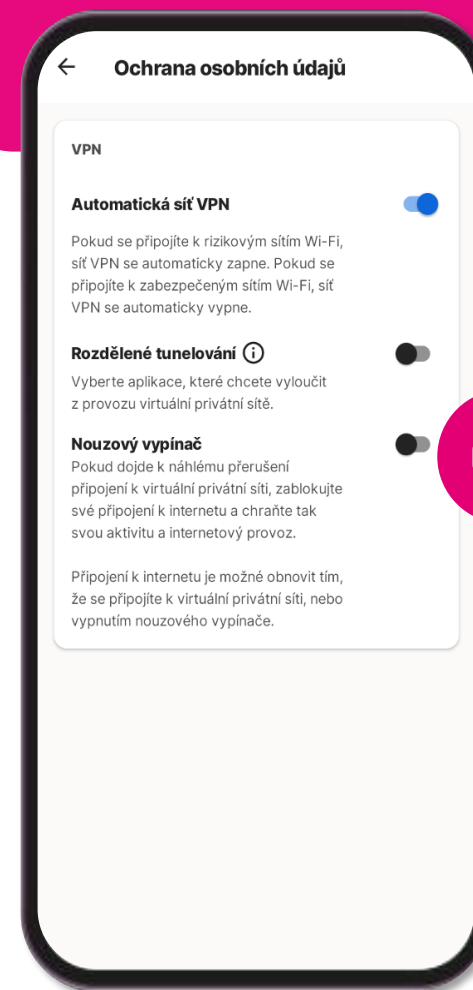 Ochrana osobních údajů
VPN
Automatická síť VPN
Pokud se připojíte k rizikovým sítím Wi-Fi,
síť VPN se automaticky zapne. Pokud se
připojíte k zabezpečeným sítím Wi-Fi, síť
VPN se automaticky vypne.
Rozdělené tunelování
Vyberte aplikace, které chcete vyloučit
z provozu virtuální privátní sítě.
Nouzový vypínač
Pokud dojde k náhlému přerušení
připojení k virtuální privátní síti, zablokujte
své připojení k internetu a chraňte tak
svou aktivitu a internetový provoz.
Připojení k internetu je možné obnovit tím,
že se připojíte k virtuální privátní síti, nebo
vypnutím nouzového vypínače.